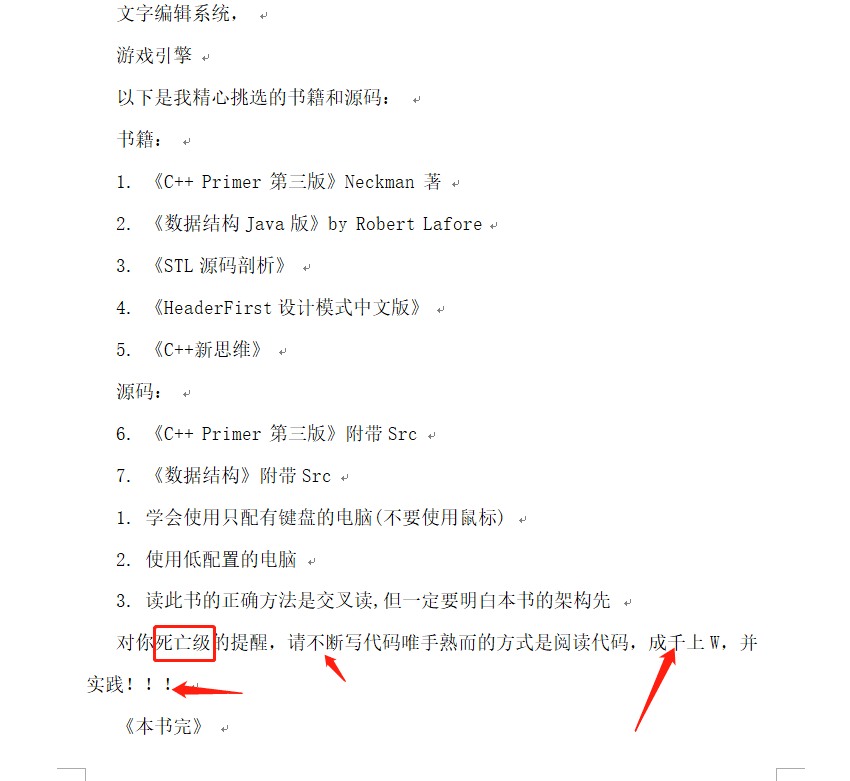 文字编辑系统，
游戏引擎
以下是我精心挑选的书籍和源码：
书籍：
1. 《C++ Primer 第三版》Neckman 著
2. 《数据结构 Java 版》by Robert Lafore
3. 《STL 源码剖析》
4. 《HeaderFirst 设计模式中文版》
5. 《C++新思维》
源码：
6. 《C++ Primer 第三版》附带 Src
7. 《数据结构》附带 Src
1. 学会使用只配有键盘的电脑(不要使用鼠标)
2. 使用低配置的电脑
3. 读此书的正确方法是交叉读,但一定要明白本书的架构先
对你死亡级的提醒，请不断写代码唯手熟而的方式是阅读代码，成千上 W，并
实践！！！
《本书完》